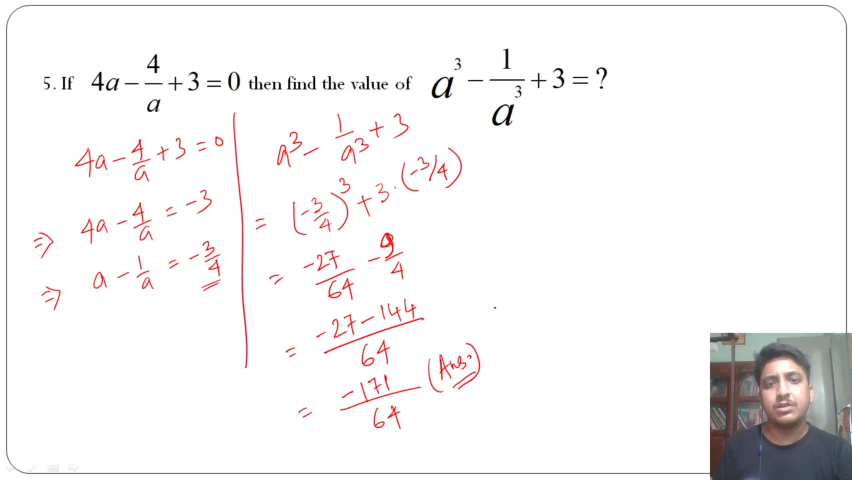 5. If 4a − 4/a + 3 = 0 then find the value of a³ − 1/a³ + 3 = ?
4a − 4/a + 3 = 0
⇒ 4a − 4/a = −3
⇒ a − 1/a = −3/4
a³ − 1/a³ + 3
= (−3/4)³ + 3·(−3/4)
= −27/64 − 9/4
= −27 − 144/64
= −171/64 (Ans:)